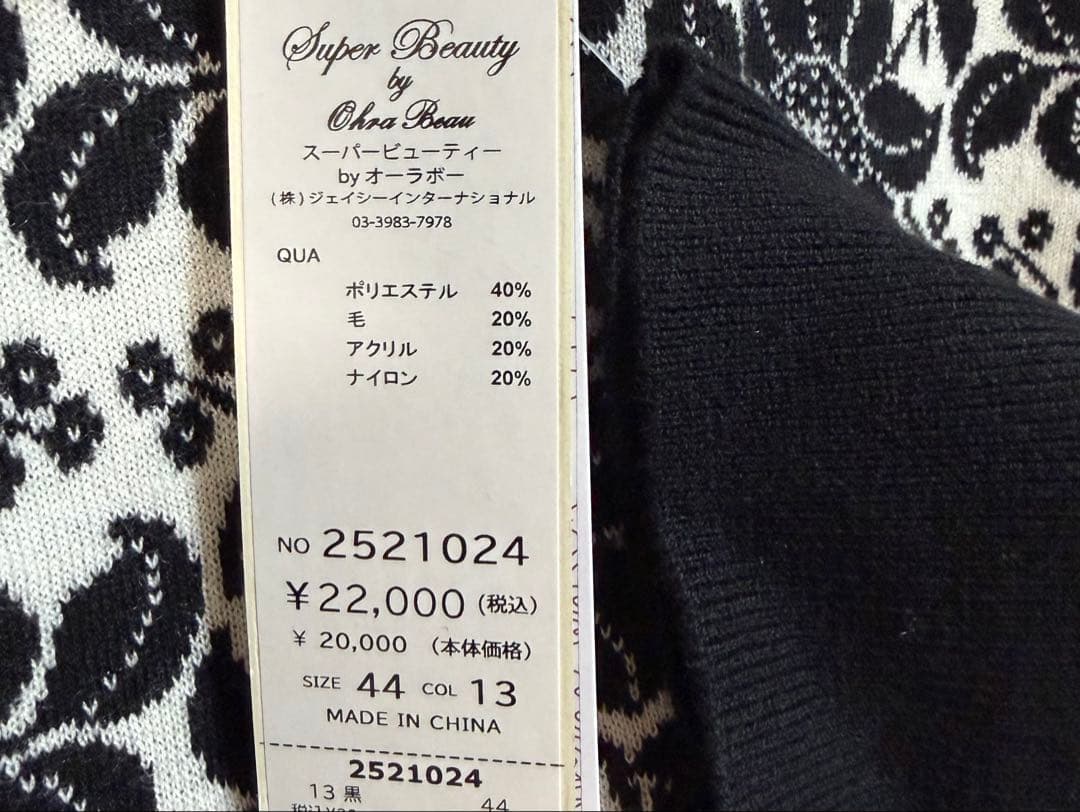 Super Beauty
by
Ohra Beau
スーパービューティー
by オーラボー
(株)ジェイシーインターナショナル
03-3983-7978
QUA
ポリエステル 40%
毛 20%
アクリル 20%
ナイロン 20%
NO 2521024
¥22,000 (税込)
¥ 20,000 (本体価格)
SIZE 44 COL 13
MADE IN CHINA
2521024
13 黒 44